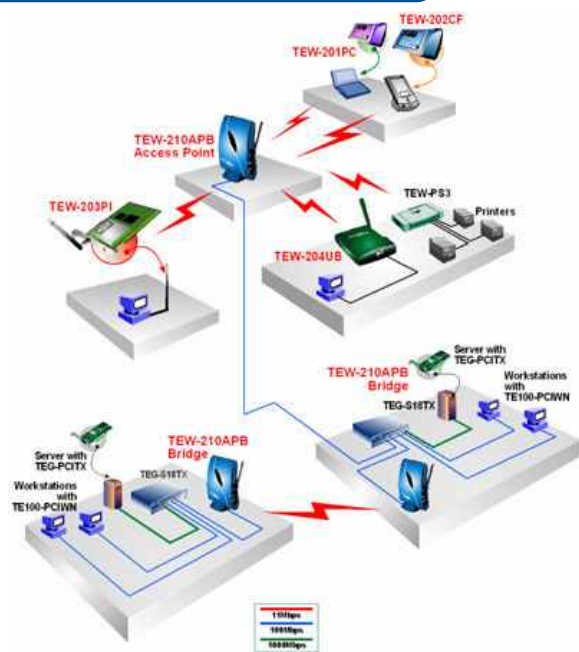 TEW-202CF
TEW-201PC
TEW-210APB
Access Point
TEW-PS3
Printers
TEW-203PI
TEW-204UB
Server with
TEG-PCITX
TEW-210APB
Bridge
Workstations
with
TE100-PCIWN
TEG-S18TX
Server with
TEG-PCITX
TEW-210APB
Bridge
TEG-S18TX
Workstations
with
TE100-PCIWN
11Mbps
100Mbps
1000Mbps